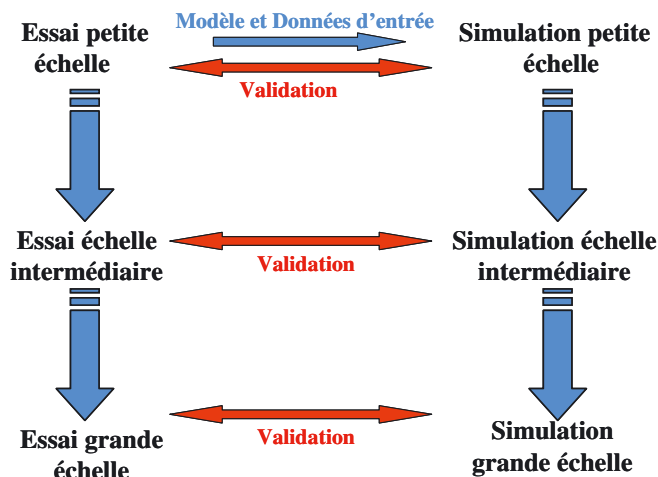 Essai petite
échelle
Modèle et Données d'entrée
Validation
Simulation petite
échelle
Essai échelle
intermédiaire
Validation
Simulation échelle
intermédiaire
Essai grande
échelle
Validation
Simulation
grande échelle